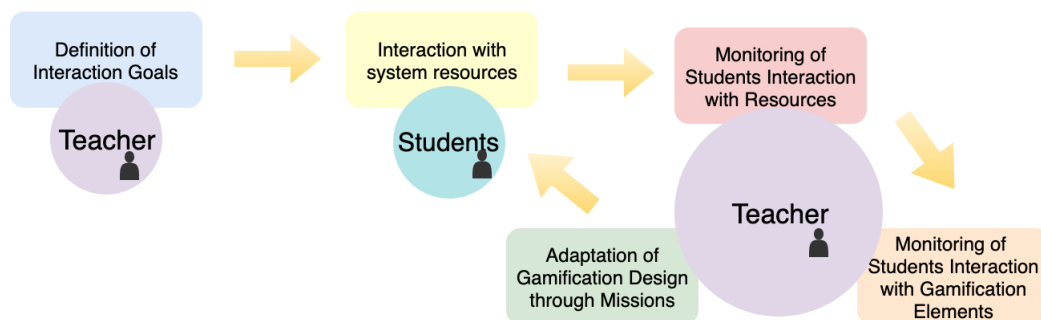 Definition of
Interaction Goals
Teacher
Interaction with
system resources
Students
Monitoring of
Students Interaction
with Resources
Teacher
Monitoring of
Students Interaction
with Gamification
Elements
Adaptation of
Gamification Design
through Missions